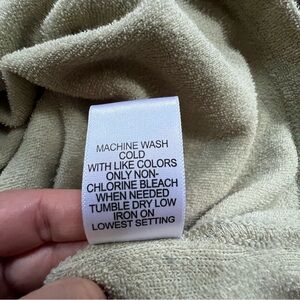 MACHINE WASH
COLD
WITH LIKE COLORS
ONLY NON-
CHLORINE BLEACH
WHEN NEEDED
TUMBLE DRY LOW
IRON ON
LOWEST SETTING